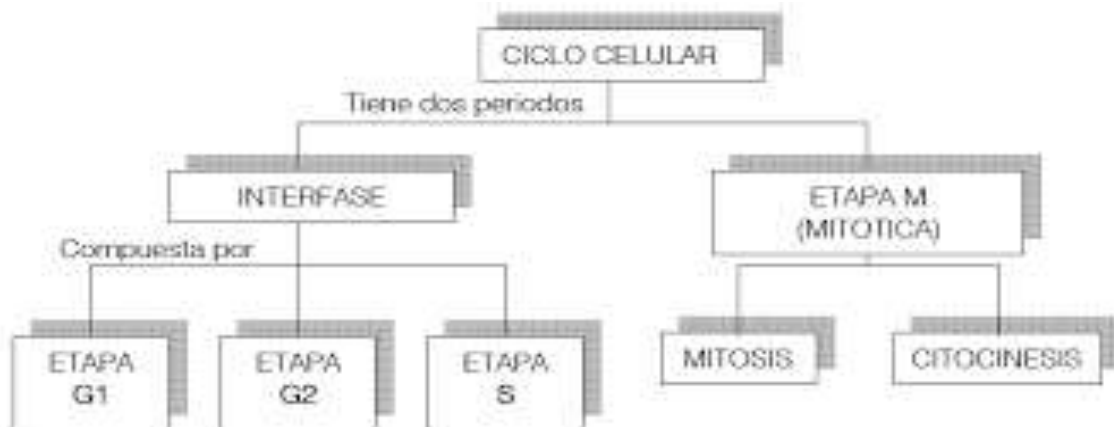 CICLO CELULAR
Tiene dos periodos
INTERFASE
ETAPA M
(MITOTICA)
Compuesta por
ETAPA
G1
ETAPA
G2
ETAPA
S
MITOSIS
CITOCINESIS